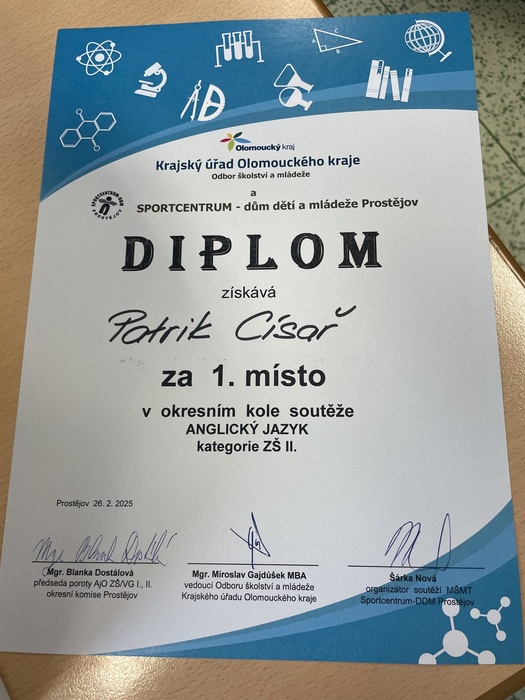 Olomoucký kraj
Krajský úřad Olomouckého kraje
Odbor školství a mládeže
a
SPORTCENTRUM DDM
PROSTĚJOV
SPORTCENTRUM - dům dětí a mládeže Prostějov
DIPLOM
získává
Patrik Císař
za 1. místo
v okresním kole soutěže
ANGLICKÝ JAZYK
kategorie ZŠ II.
Prostějov 26. 2. 2025
Mgr. Blanka Dostálová
předseda poroty AjO ZŠ/VG I., II.
okresní komise Prostějov
Mgr. Miroslav Gajdůšek MBA
vedoucí Odboru školství a mládeže
Krajského úřadu Olomouckého kraje
Šárka Nová
organizátor soutěží MŠMT
Sportcentrum-DDM Prostějov